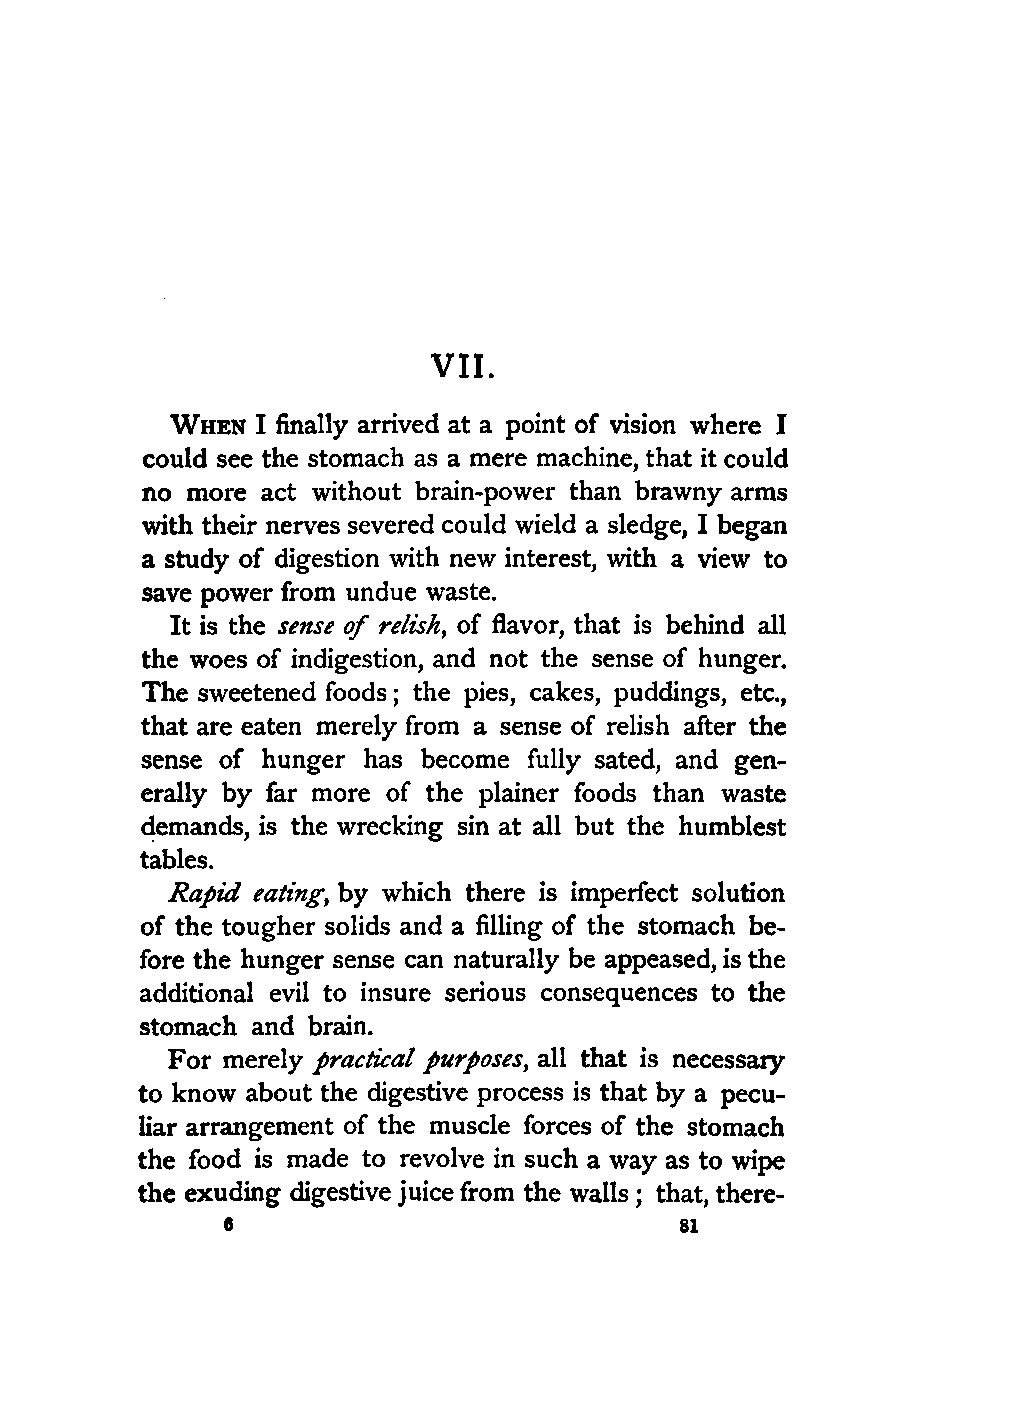 VII.
WHEN I finally arrived at a point of vision where I
could see the stomach as a mere machine, that it could
no more act without brain-power than brawny arms
with their nerves severed could wield a sledge, I began
a study of digestion with new interest, with a view to
save power from undue waste.
It is the sense of relish, of flavor, that is behind all
the woes of indigestion, and not the sense of hunger.
The sweetened foods; the pies, cakes, puddings, etc.,
that are eaten merely from a sense of relish after the
sense of hunger has become fully sated, and gen-
erally by far more of the plainer foods than waste
demands, is the wrecking sin at all but the humblest
tables.
Rapid eating, by which there is imperfect solution
of the tougher solids and a filling of the stomach be-
fore the hunger sense can naturally be appeased, is the
additional evil to insure serious consequences to the
stomach and brain.
For merely practical purposes, all that is necessary
to know about the digestive process is that by a pecu-
liar arrangement of the muscle forces of the stomach
the food is made to revolve in such a way as to wipe
the exuding digestive juice from the walls; that, there-
6 81